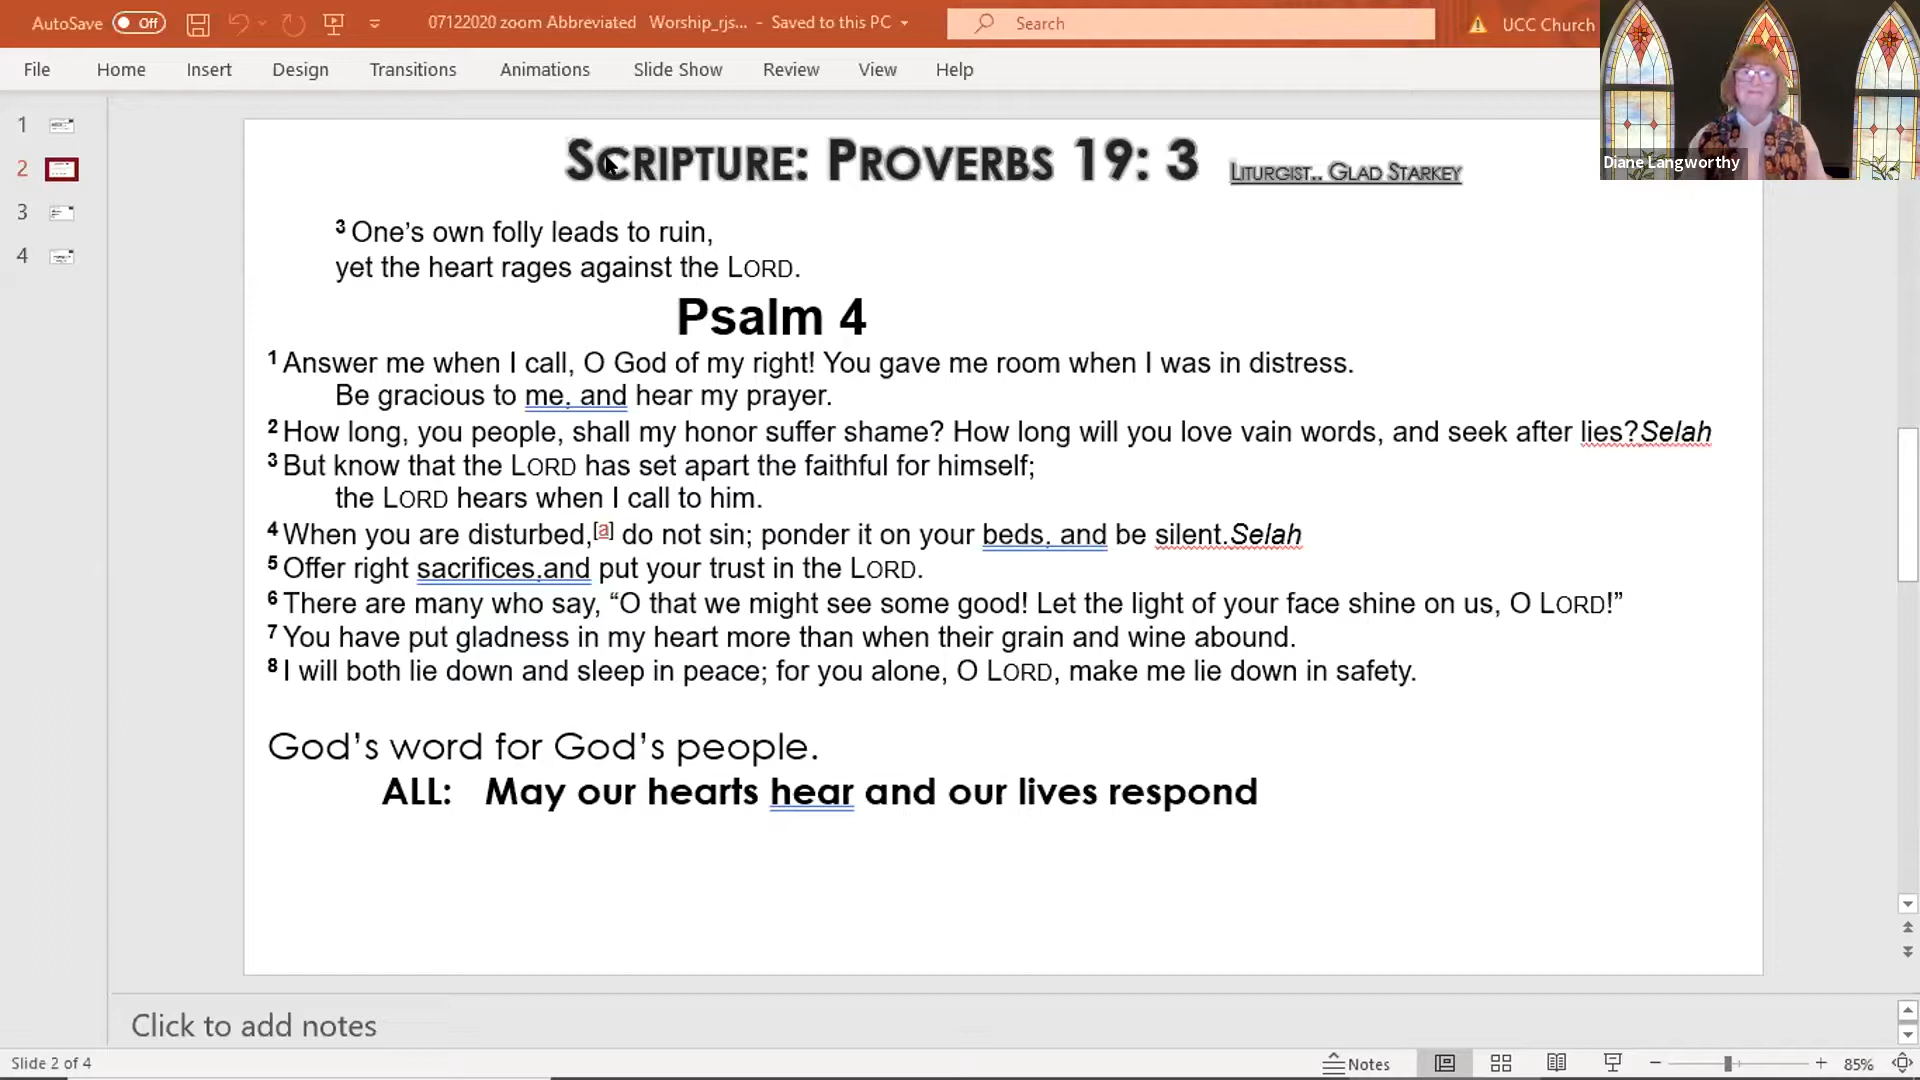 AutoSave Off 07122020 zoom Abbreviated Worship_rjs... - Saved to this PC Search UCC Church
File Home Insert Design Transitions Animations Slide Show Review View Help
Diane Langworthy
1
2
3
4
SCRIPTURE: PROVERBS 19: 3 LITURGIST.. GLAD STARKEY
3 One’s own folly leads to ruin,
yet the heart rages against the LORD.
Psalm 4
1 Answer me when I call, O God of my right! You gave me room when I was in distress.
Be gracious to me, and hear my prayer.
2 How long, you people, shall my honor suffer shame? How long will you love vain words, and seek after lies?Selah
3 But know that the LORD has set apart the faithful for himself;
the LORD hears when I call to him.
4 When you are disturbed,[a] do not sin; ponder it on your beds, and be silent.Selah
5 Offer right sacrifices,and put your trust in the LORD.
6 There are many who say, “O that we might see some good! Let the light of your face shine on us, O LORD!”
7 You have put gladness in my heart more than when their grain and wine abound.
8 I will both lie down and sleep in peace; for you alone, O LORD, make me lie down in safety.
God’s word for God’s people.
ALL: May our hearts hear and our lives respond
Click to add notes
Slide 2 of 4 Notes 85%